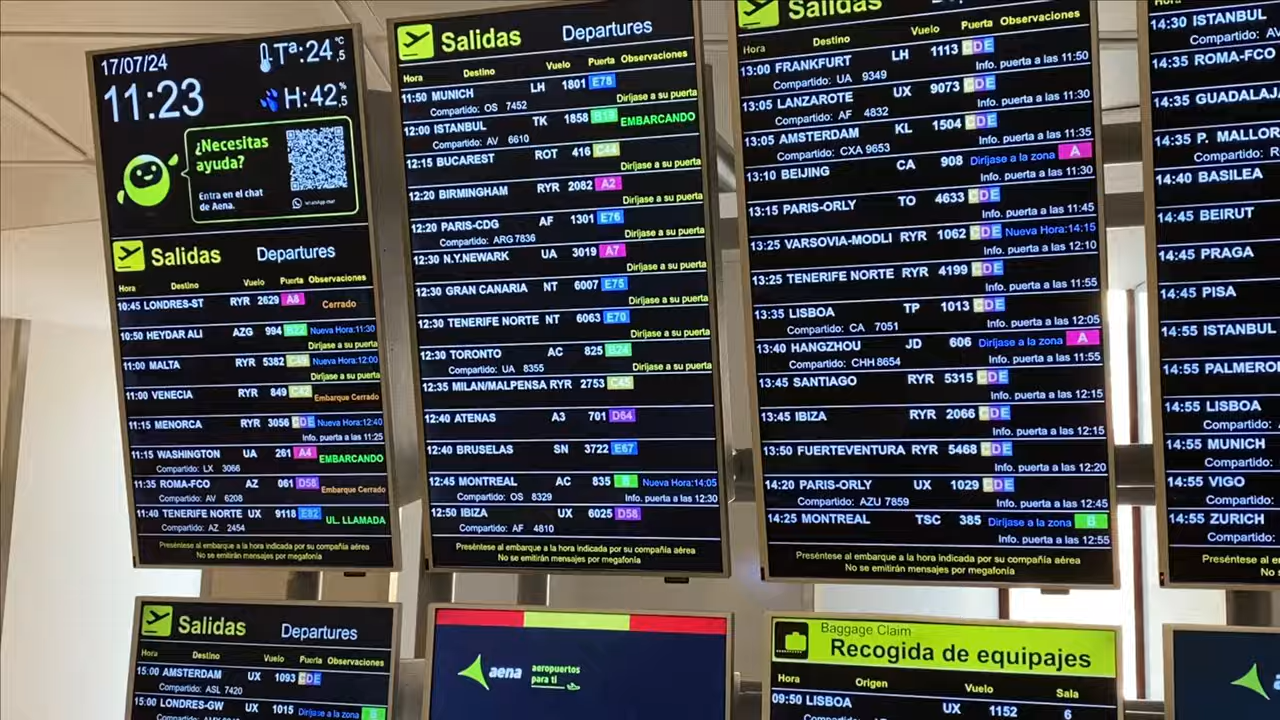 17/07/24
11:23
Tª:24,5 °C
H:42,5 %
¿Necesitas
ayuda?
Entra en el chat
de Aena.
Salidas Departures
Hora Destino Vuelo Puerta Observaciones
10:45 LONDRES-ST RYR 2629 A8 Cerrado
10:50 HEYDAR ALI AZG 994 B22 Nueva Hora:11:30
Diríjase a su puerta
11:00 MALTA RYR 5382 Nueva Hora:12:00
Diríjase a su puerta
11:00 VENECIA RYR 849 C42 Embarque Cerrado
11:15 MENORCA RYR 3056 CDE Nueva Hora:12:40
Info. puerta a las 11:25
11:15 WASHINGTON UA 261 A4 EMBARCANDO
Compartido: LX 3066
11:35 ROMA-FCO AZ 061 D58 Embarque Cerrado
Compartido: AV 6208
11:40 TENERIFE NORTE UX 9118 E82 UL. LLAMADA
Compartido: AZ 2454
Preséntese al embarque a la hora indicada por su compañía aérea
No se emitirán mensajes por megafonía
Salidas Departures
Hora Destino Vuelo Puerta Observaciones
11:50 MUNICH LH 1801 E78
Compartido: OS 7452 Diríjase a su puerta
12:00 ISTANBUL TK 1858 EMBARCANDO
Compartido: AV 6610
12:15 BUCAREST ROT 416 C44
Diríjase a su puerta
12:20 BIRMINGHAM RYR 2082 A2
Diríjase a su puerta
12:20 PARIS-CDG AF 1301 E76
Compartido: ARG 7836 Diríjase a su puerta
12:30 N.Y.NEWARK UA 3019 A7
Diríjase a su puerta
12:30 GRAN CANARIA NT 6007 E75
Diríjase a su puerta
12:30 TENERIFE NORTE NT 6063 E70
Diríjase a su puerta
12:30 TORONTO AC 825 B24
Compartido: UA 8355 Diríjase a su puerta
12:35 MILAN/MALPENSA RYR 2753 C45
12:40 ATENAS A3 701 D64
12:40 BRUSELAS SN 3722 E67
12:45 MONTREAL AC 835 B Nueva Hora:14:05
Compartido: OS 8329 Info. puerta a las 12:30
12:50 IBIZA UX 6025 D58
Compartido: AF 4810
Preséntese al embarque a la hora indicada por su compañía aérea
No se emitirán mensajes por megafonía
Salidas Departures
Hora Destino Vuelo Puerta Observaciones
13:00 FRANKFURT LH 1113 CDE
Compartido: UA 9349 Info. puerta a las 11:50
13:05 LANZAROTE UX 9073 CDE
Compartido: AF 4832 Info. puerta a las 11:30
13:05 AMSTERDAM KL 1504 CDE
Compartido: CXA 9653 Info. puerta a las 11:35
13:10 BEIJING CA 908 Diríjase a la zona A
Info. puerta a las 11:30
13:15 PARIS-ORLY TO 4633 CDE
Info. puerta a las 11:45
13:25 VARSOVIA-MODLI RYR 1062 CDE Nueva Hora:14:15
Info. puerta a las 12:10
13:25 TENERIFE NORTE RYR 4199 CDE
Info. puerta a las 11:55
13:35 LISBOA TP 1013 CDE
Compartido: CA 7051 Info. puerta a las 12:05
13:40 HANGZHOU JD 606 Diríjase a la zona A
Compartido: CHH 8654 Info. puerta a las 11:55
13:45 SANTIAGO RYR 5315 CDE
Info. puerta a las 12:15
13:45 IBIZA RYR 2066 CDE
Info. puerta a las 12:15
13:50 FUERTEVENTURA RYR 5468 CDE
Info. puerta a las 12:20
14:20 PARIS-ORLY UX 1029 CDE
Compartido: AZU 7859 Info. puerta a las 12:45
14:25 MONTREAL TSC 385 Diríjase a la zona B
Info. puerta a las 12:55
Preséntese al embarque a la hora indicada por su compañía aérea
No se emitirán mensajes por megafonía
14:30 ISTANBUL
Compartido: AV
14:35 ROMA-FCO
14:35 GUADALAJA
14:35 P. MALLOR
Compartido:
14:40 BASILEA
14:45 BEIRUT
14:45 PRAGA
14:45 PISA
14:55 ISTANBUL
14:55 PALMERO
14:55 LISBOA
Compartido:
14:55 MUNICH
Compartido:
14:55 VIGO
Compartido:
14:55 ZURICH
Compartido:
Preséntese
No se
Salidas Departures
Hora Destino Vuelo Puerta Observaciones
15:00 AMSTERDAM UX 1093 CDE
Compartido: ASL 7420
15:00 LONDRES-GW UX 1015 Diríjase a la zona B
aena
aeropuertos
para ti
Baggage Claim
Recogida de equipajes
Hora Origen Vuelo Sala
09:50 LISBOA UX 1152 6